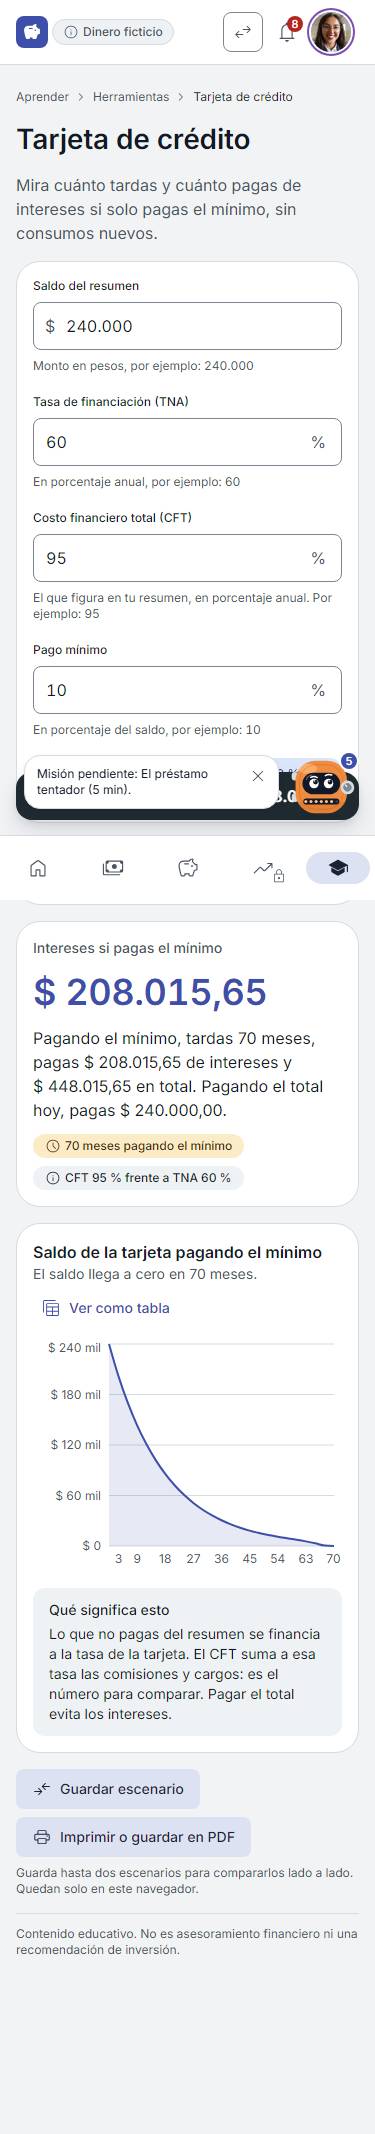 Dinero ficticio
8
Aprender > Herramientas > Tarjeta de crédito
Tarjeta de crédito
Mira cuánto tardas y cuánto pagas de
intereses si solo pagas el mínimo, sin
consumos nuevos.
Saldo del resumen
$ 240.000
Monto en pesos, por ejemplo: 240.000
Tasa de financiación (TNA)
60 %
En porcentaje anual, por ejemplo: 60
Costo financiero total (CFT)
95 %
El que figura en tu resumen, en porcentaje anual. Por
ejemplo: 95
Pago mínimo
10 %
En porcentaje del saldo, por ejemplo: 10
Misión pendiente: El préstamo
tentador (5 min).
5
Intereses si pagas el mínimo
$ 208.015,65
Pagando el mínimo, tardas 70 meses,
pagas $ 208.015,65 de intereses y
$ 448.015,65 en total. Pagando el total
hoy, pagas $ 240.000,00.
70 meses pagando el mínimo
CFT 95 % frente a TNA 60 %
Saldo de la tarjeta pagando el mínimo
El saldo llega a cero en 70 meses.
Ver como tabla
$ 240 mil
$ 180 mil
$ 120 mil
$ 60 mil
$ 0
3 9 18 27 36 45 54 63 70
Qué significa esto
Lo que no pagas del resumen se financia
a la tasa de la tarjeta. El CFT suma a esa
tasa las comisiones y cargos: es el
número para comparar. Pagar el total
evita los intereses.
Guardar escenario
Imprimir o guardar en PDF
Guarda hasta dos escenarios para compararlos lado a lado.
Quedan solo en este navegador.
Contenido educativo. No es asesoramiento financiero ni una
recomendación de inversión.